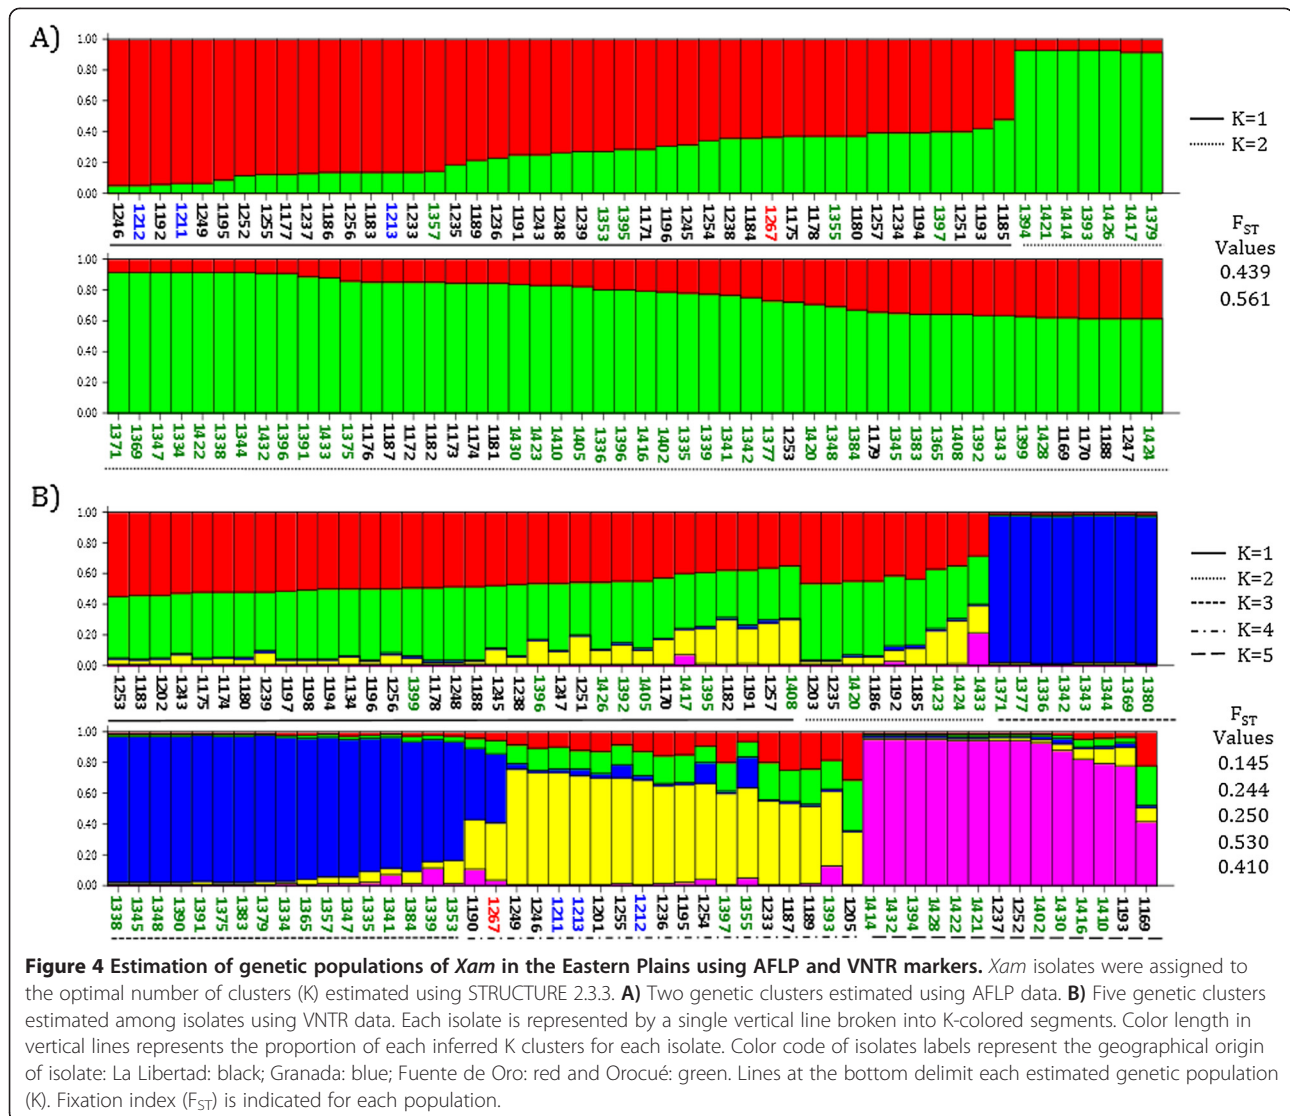 A)
1.00
0.80
0.60
0.40
0.20
0.00
1246 1212 1192 1211 1249 1195 1252 1255 1177 1237 1186 1256 1183 1213 1233 1357 1235 1189 1236 1191 1243 1248 1239 1353 1395 1171 1196 1245 1254 1238 1184 1267 1175 1178 1355 1180 1257 1234 1194 1397 1251 1193 1185 1394 1421 1414 1393 1426 1417 1379
K=1
K=2
FST
Values
0.439
0.561
1.00
0.80
0.60
0.40
0.20
0.00
1371 1369 1347 1334 1422 1338 1344 1432 1396 1391 1433 1375 1176 1187 1172 1182 1173 1174 1181 1430 1423 1410 1405 1336 1396 1416 1402 1335 1339 1341 1342 1377 1253 1420 1348 1384 1179 1345 1383 1365 1408 1392 1343 1399 1428 1169 1170 1188 1247 1424
B)
1.00
0.80
0.60
0.40
0.20
0.00
1253 1183 1202 1243 1175 1174 1180 1239 1197 1198 1194 1134 1196 1256 1399 1178 1248 1188 1245 1238 1396 1247 1251 1426 1392 1405 1170 1417 1395 1182 1191 1257 1408 1203 1235 1420 1186 1192 1185 1423 1424 1433 1371 1377 1336 1342 1343 1344 1369 1380
K=1
K=2
K=3
K=4
K=5
FST
Values
0.145
0.244
0.250
0.530
0.410
1.00
0.80
0.60
0.40
0.20
0.00
1338 1345 1348 1390 1391 1375 1383 1379 1334 1365 1357 1347 1335 1341 1384 1339 1353 1190 1267 1249 1246 1211 1213 1201 1255 1212 1236 1195 1254 1397 1355 1233 1187 1189 1393 1205 1414 1432 1394 1428 1422 1421 1237 1252 1402 1430 1416 1410 1193 1169
Figure 4 Estimation of genetic populations of Xam in the Eastern Plains using AFLP and VNTR markers. Xam isolates were assigned to
the optimal number of clusters (K) estimated using STRUCTURE 2.3.3. A) Two genetic clusters estimated using AFLP data. B) Five genetic clusters
estimated among isolates using VNTR data. Each isolate is represented by a single vertical line broken into K-colored segments. Color length in
vertical lines represents the proportion of each inferred K clusters for each isolate. Color code of isolates labels represent the geographical origin
of isolate: La Libertad: black; Granada: blue; Fuente de Oro: red and Orocué: green. Lines at the bottom delimit each estimated genetic population
(K). Fixation index (FST) is indicated for each population.